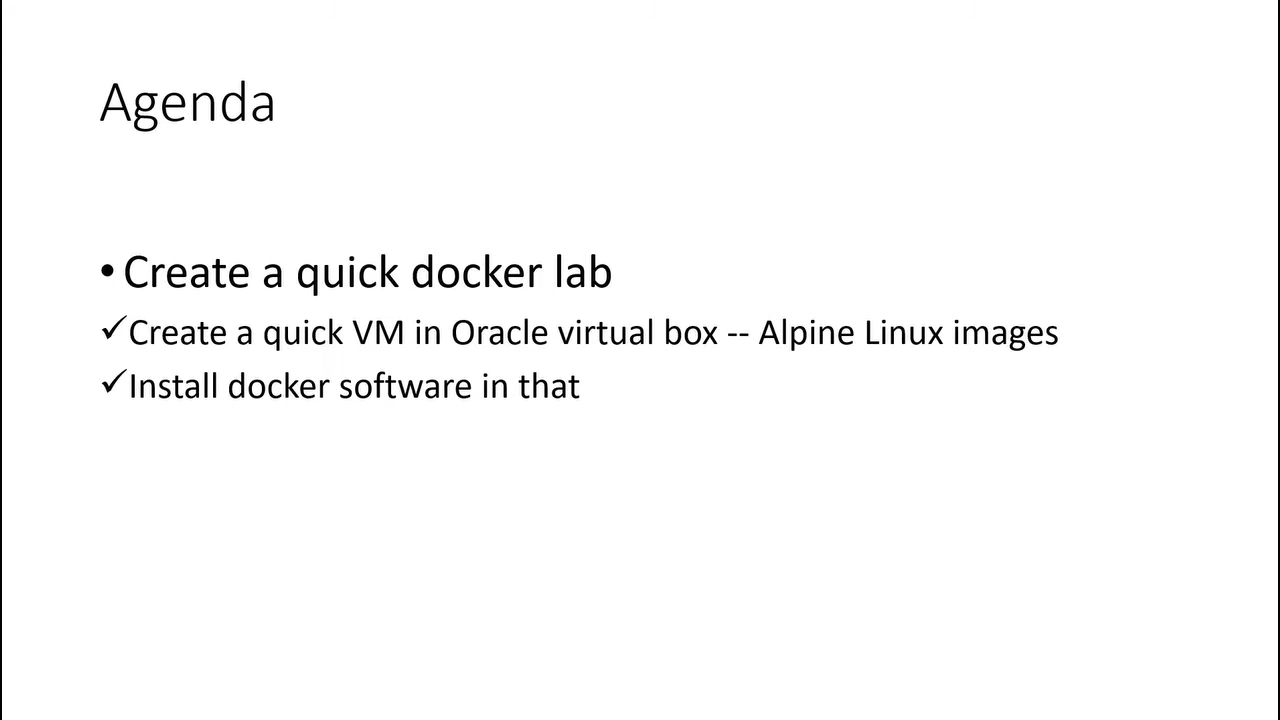 Agenda
• Create a quick docker lab
✓Create a quick VM in Oracle virtual box -- Alpine Linux images
✓Install docker software in that